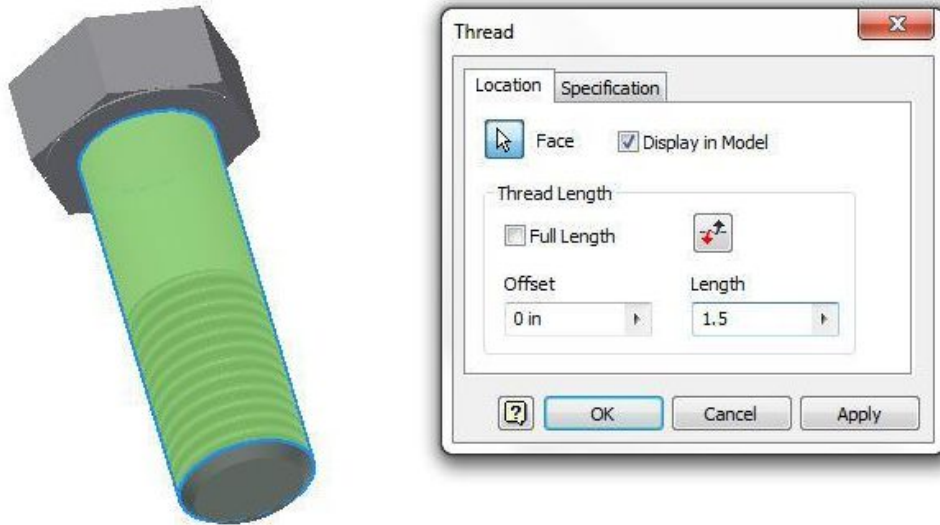 Thread
Location Specification
Face Display in Model
Thread Length
Full Length
Offset Length
0 in 1.5
? OK Cancel Apply